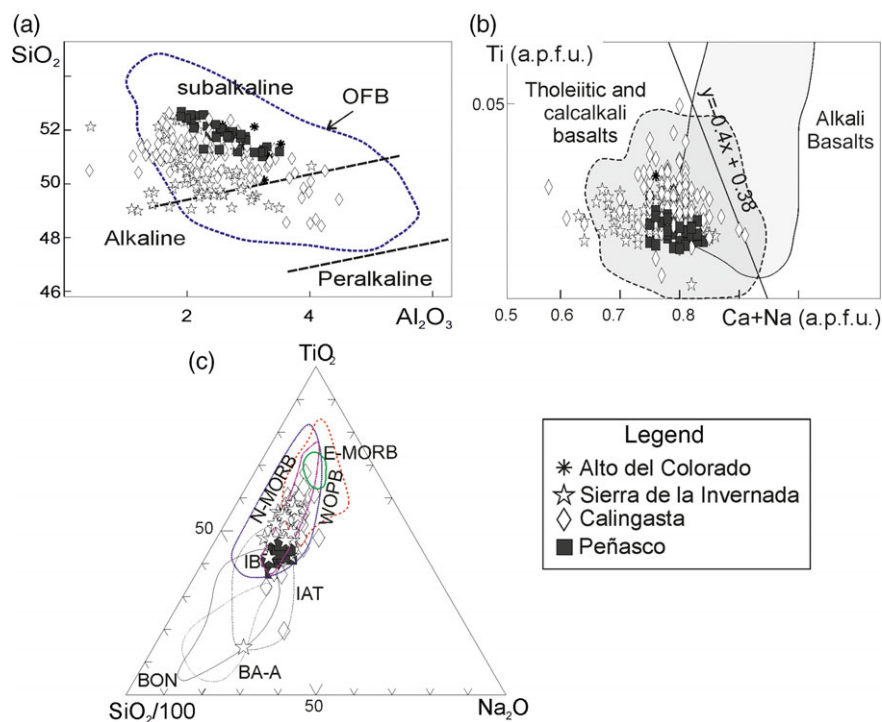 (a)
SiO₂
subalkaline
OFB
52
50
48
46
Alkaline
Peralkaline
2
4
Al₂O₃
(b)
Ti (a.p.f.u.)
0.05
Tholeiitic and
calcalkali
basalts
Alkali
Basalts
y=-0.4x + 0.38
0.5
0.6
0.7
0.8
Ca+Na (a.p.f.u.)
(c)
TiO₂
E-MORB
N-MORB
WOPB
50
IB
IAT
BA-A
BON
SiO₂/100
50
Na₂O
Legend
Alto del Colorado
Sierra de la Invernada
Calingasta
Peñasco